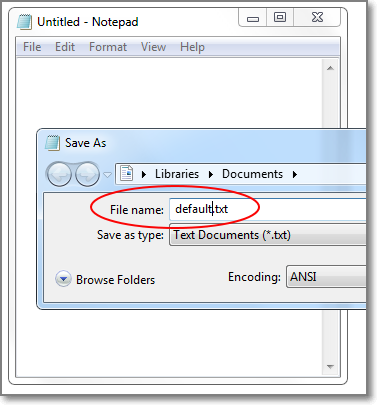 Untitled - Notepad
File Edit Format View Help
Save As
Libraries Documents
File name: default.txt
Save as type: Text Documents (*.txt)
Browse Folders Encoding: ANSI